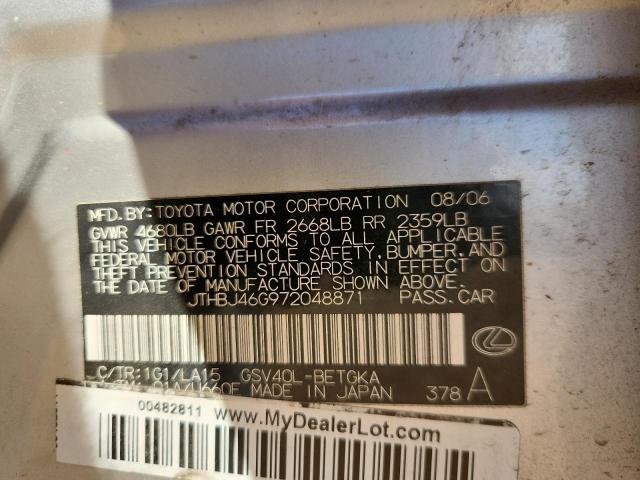 MFD.BY:TOYOTA MOTOR CORPORATION 08/06
GVWR 4680LB GAWR FR 2668LB RR 2359LB
THIS VEHICLE CONFORMS TO ALL APPLICABLE
FEDERAL MOTOR VEHICLE SAFETY,BUMPER,AND
THEFT PREVENTION STANDARDS IN EFFECT ON
THE DATE OF MANUFACTURE SHOWN ABOVE.
JTHBJ46G972048871 PASS.CAR
C/TR:1G1/LA15 GSV40L-BETGKA
U660F MADE IN JAPAN 378 A
00482811 www.MyDealerLot.com